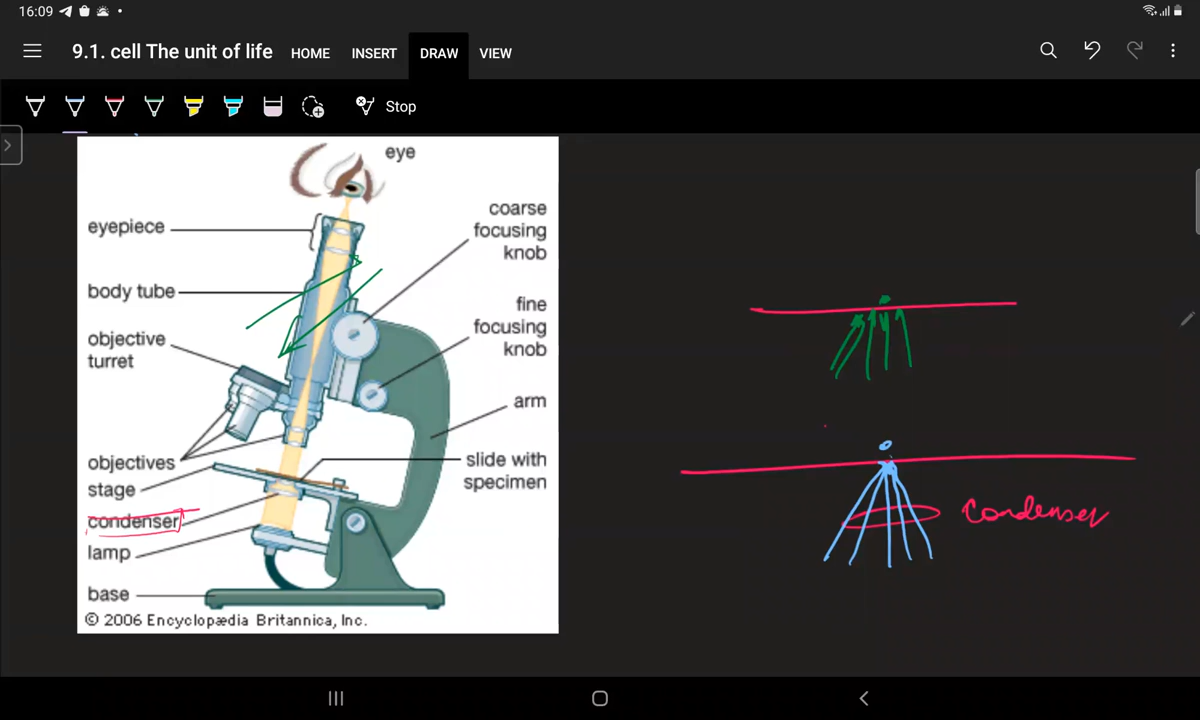 16:09
9.1. cell The unit of life HOME INSERT DRAW VIEW
Stop
eye
eyepiece
body tube
objective
turret
objectives
stage
condenser
lamp
base
coarse
focusing
knob
fine
focusing
knob
arm
slide with
specimen
© 2006 Encyclopædia Britannica, Inc.
Condenser